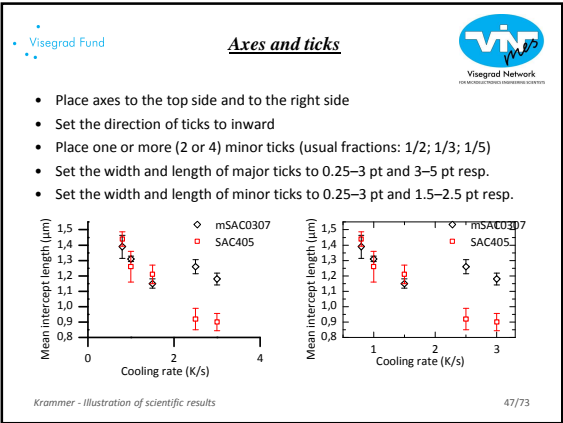 Visegrad Fund
Axes and ticks
VIN
mes
Visegrad Network
FOR MICROELECTRONICS ENGINEERING SCIENTISTS
• Place axes to the top side and to the right side
• Set the direction of ticks to inward
• Place one or more (2 or 4) minor ticks (usual fractions: 1/2; 1/3; 1/5)
• Set the width and length of major ticks to 0.25–3 pt and 3–5 pt resp.
• Set the width and length of minor ticks to 0.25–3 pt and 1.5–2.5 pt resp.
Mean intercept length (µm)
1,5
1,4
1,3
1,2
1,1
1,0
0,9
0,8
mSAC0307
SAC405
0 2 4
Cooling rate (K/s)
Mean intercept length (µm)
1,5
1,4
1,3
1,2
1,1
1,0
0,9
0,8
mSAC0307
SAC405
1 2 3
Cooling rate (K/s)
Krammer - Illustration of scientific results
47/73